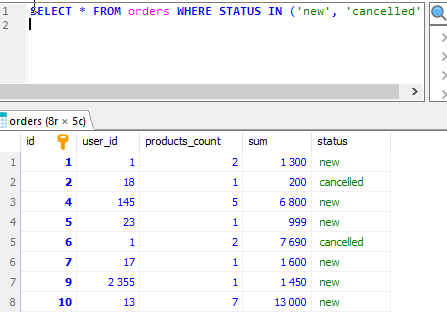 1 SELECT * FROM orders WHERE STATUS IN ('new', 'cancelled'
2
orders (8r × 5c)
id user_id products_count sum status
1 1 1 2 1 300 new
2 2 18 1 200 cancelled
3 4 145 5 6 800 new
4 5 23 1 999 new
5 6 1 2 7 690 cancelled
6 7 17 1 1 600 new
7 9 2 355 1 1 450 new
8 10 13 7 13 000 new